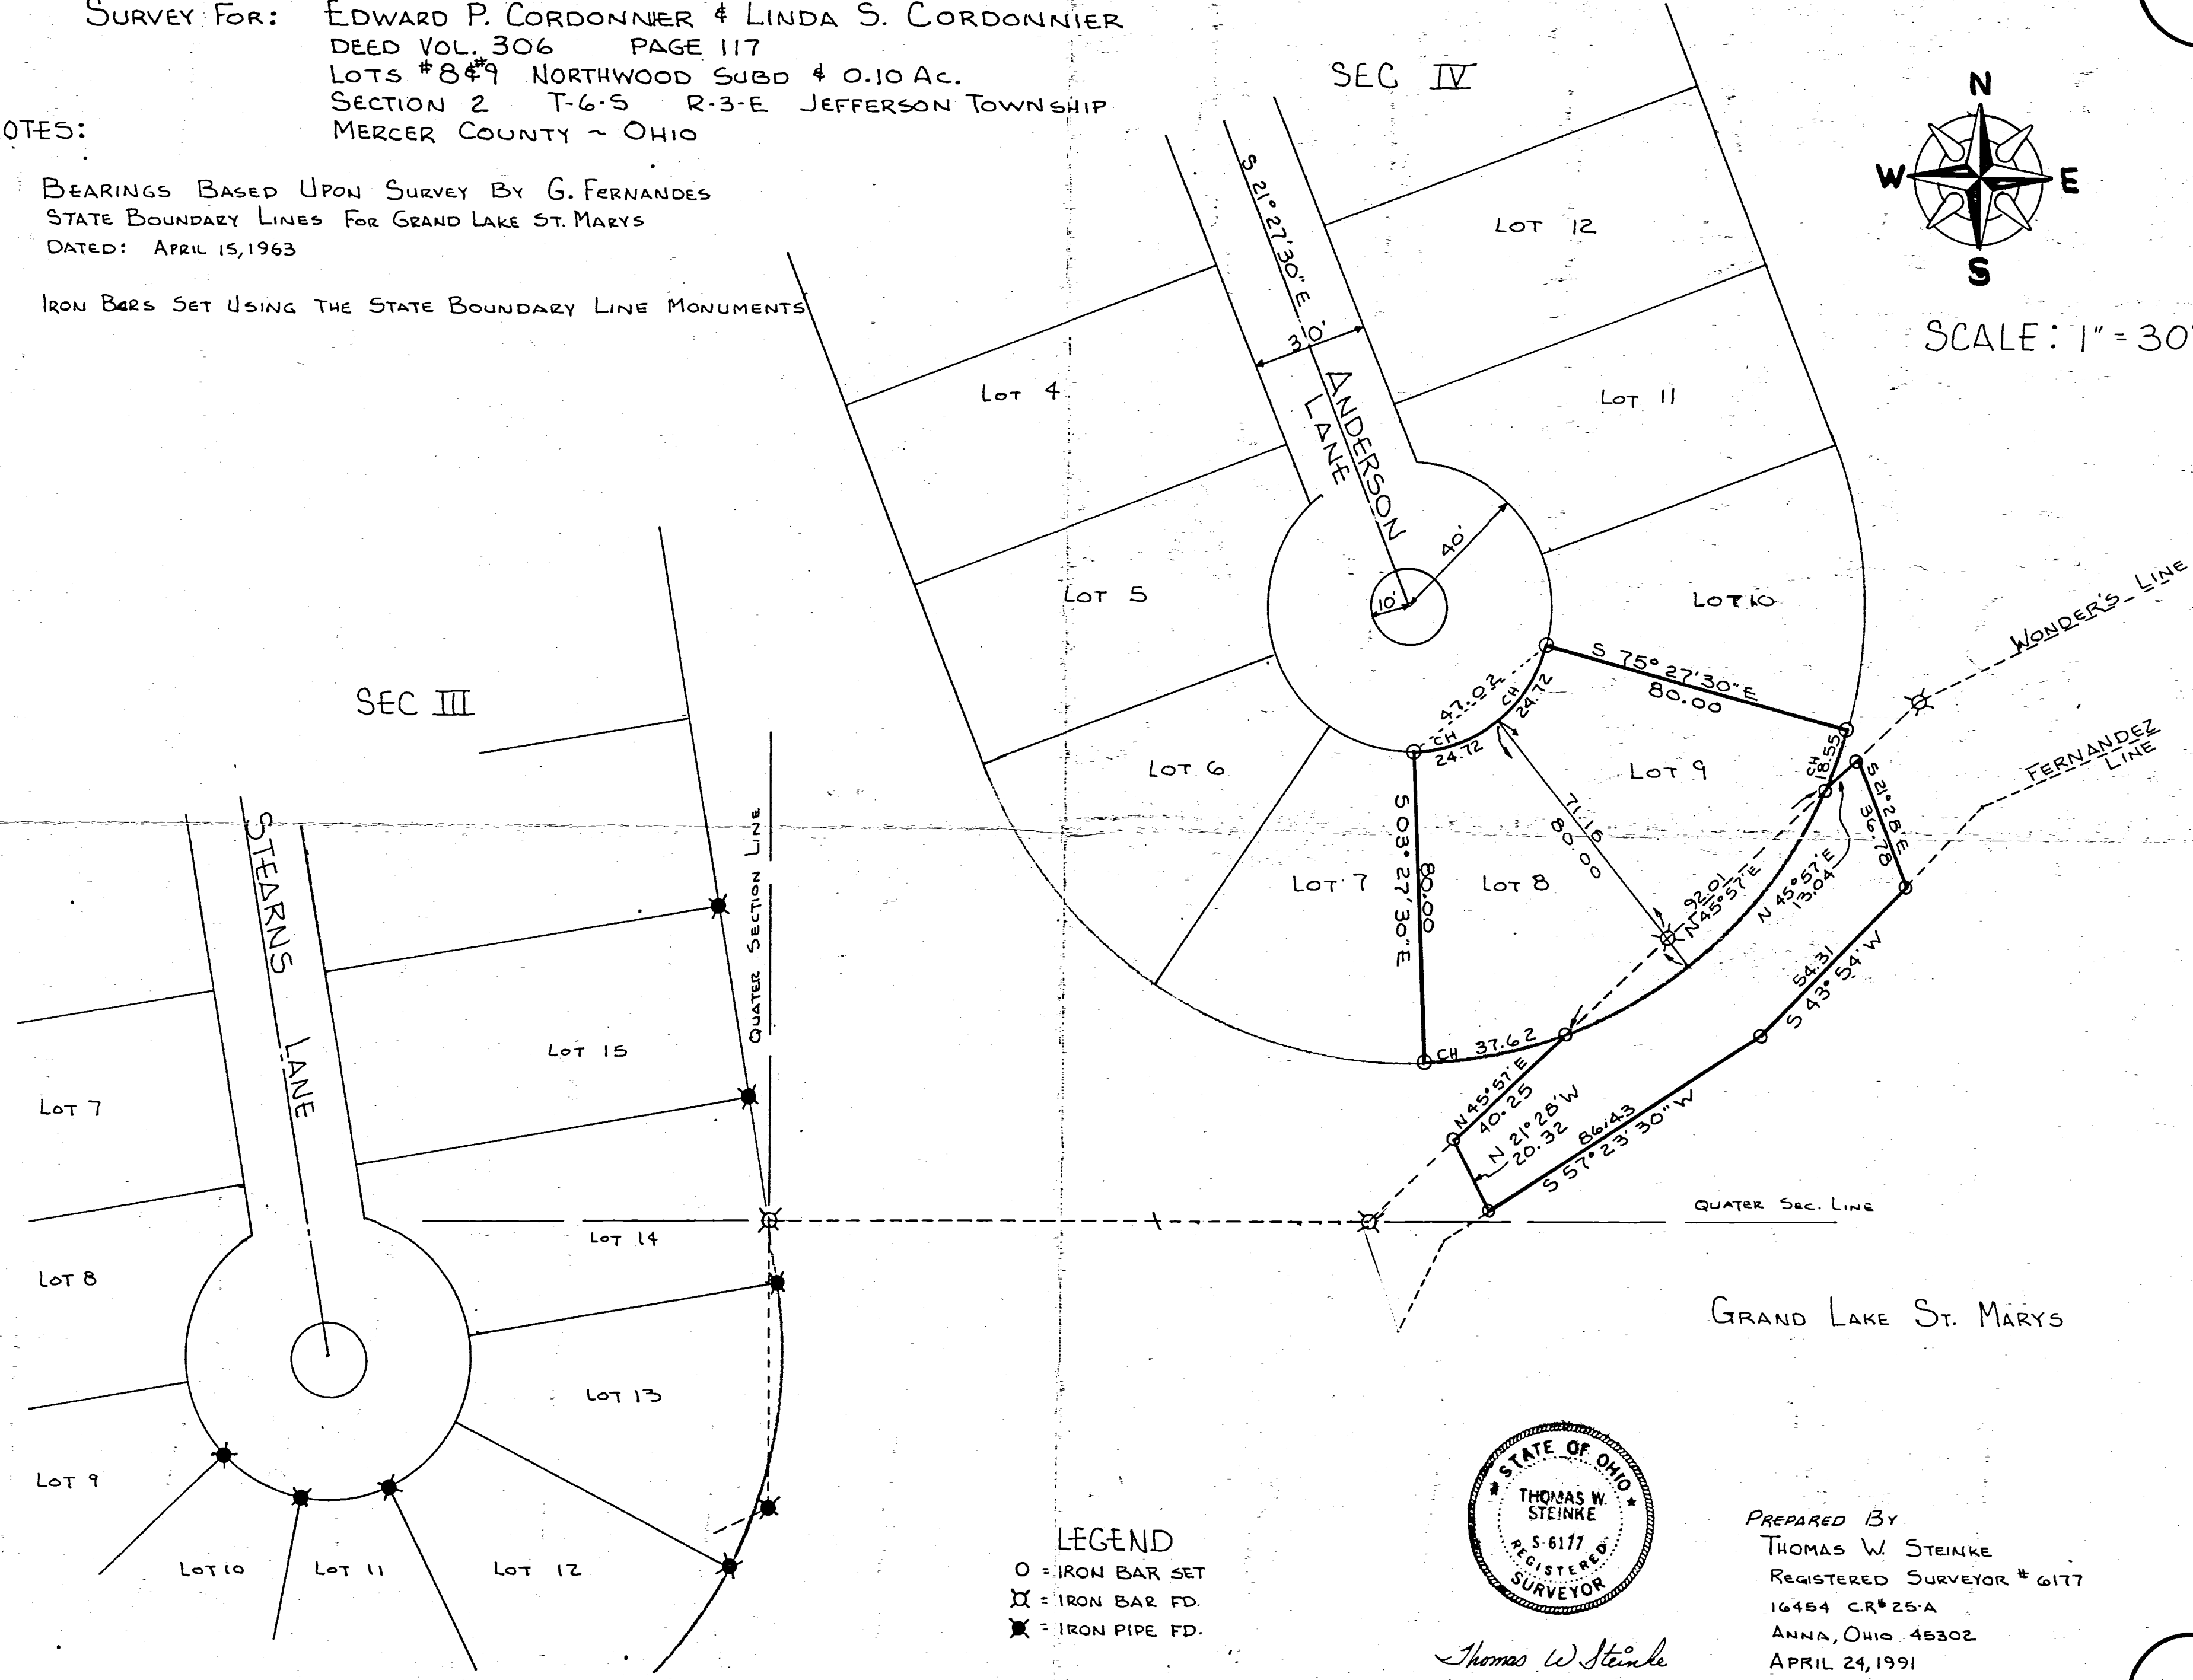 SURVEY FOR: EDWARD P. CORDONNIER & LINDA S. CORDONNIER
DEED VOL. 306 PAGE 117
LOTS #8&#9 NORTHWOOD SUBD & 0.10 AC.
SECTION 2 T-6-S R-3-E JEFFERSON TOWNSHIP
MERCER COUNTY ~ OHIO
OTES:
BEARINGS BASED UPON SURVEY BY G. FERNANDES
STATE BOUNDARY LINES FOR GRAND LAKE ST. MARYS
DATED: APRIL 15, 1963
IRON BARS SET USING THE STATE BOUNDARY LINE MONUMENTS
SEC IV
N
W E
S
SCALE: 1" = 30'
S 21° 27' 30" E
30'
ANDERSON
LANE
40'
10'
LOT 12
LOT 11
LOT 4
LOT 5
LOT 10
LOT 6
LOT 7
LOT 8
LOT 9
WONDER'S LINE
FERNANDEZ
LINE
S 75° 27' 30" E
80.00
47.02
CH
24.72
CH
24.72
CH
18.55
S 21° 28' E
36.78
71.16
80.00
S 03° 27' 30" E
80.00
92.01
N 45° 57' E
N 45° 57' E
13.04
54.31
S 43° 54' W
CH 37.62
N 45° 57' E
40.25
N 21° 28' W
20.32
86.43
S 57° 23' 30" W
QUATER SEC. LINE
GRAND LAKE ST. MARYS
SEC III
QUATER SECTION LINE
STEARNS LANE
LOT 15
LOT 7
LOT 14
LOT 8
LOT 13
LOT 9
LOT 10
LOT 11
LOT 12
LEGEND
O = IRON BAR SET
= IRON BAR FD.
= IRON PIPE FD.
STATE OF OHIO
THOMAS W.
STEINKE
S-6177
REGISTERED
SURVEYOR
Thomas W Steinke
PREPARED BY
THOMAS W. STEINKE
REGISTERED SURVEYOR # 6177
16454 C.R# 25-A
ANNA, OHIO 45302
APRIL 24, 1991